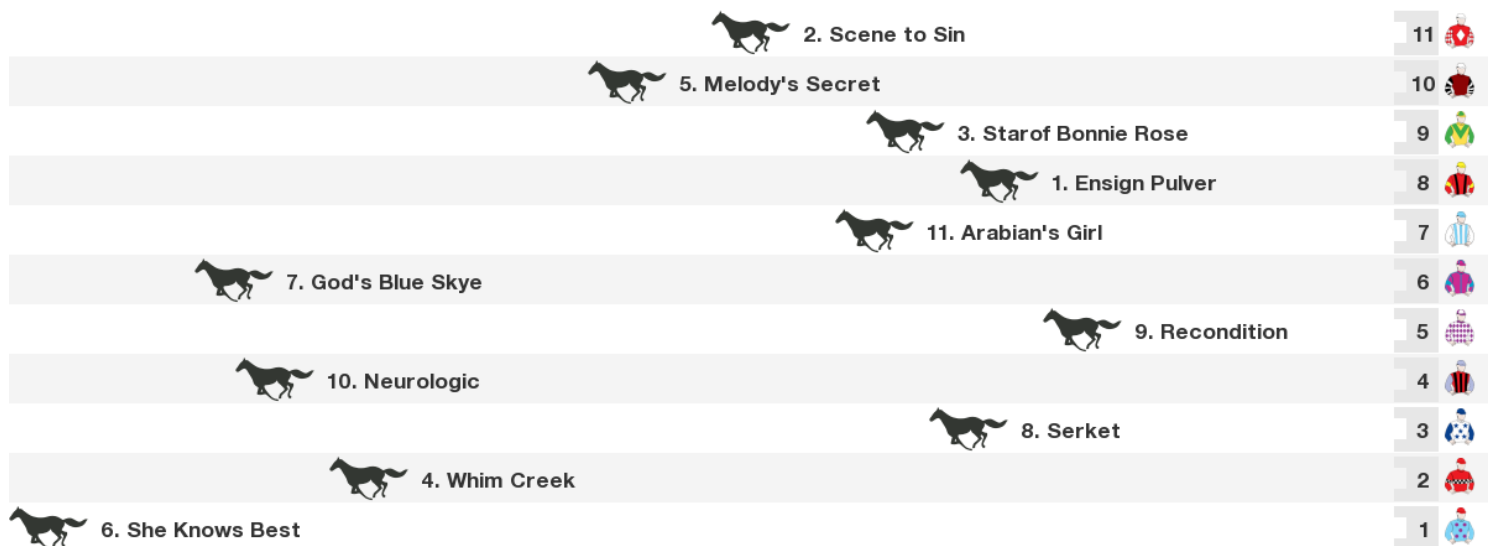 2. Scene to Sin 11
5. Melody's Secret 10
3. Starof Bonnie Rose 9
1. Ensign Pulver 8
11. Arabian's Girl 7
7. God's Blue Skye 6
9. Recondition 5
10. Neurologic 4
8. Serket 3
4. Whim Creek 2
6. She Knows Best 1